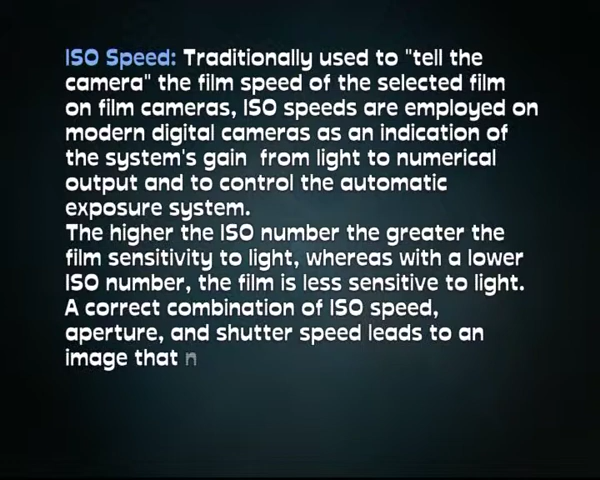 ISO Speed: Traditionally used to "tell the
camera" the film speed of the selected film
on film cameras, ISO speeds are employed on
modern digital cameras as an indication of
the system's gain  from light to numerical
output and to control the automatic
exposure system.
The higher the ISO number the greater the
film sensitivity to light, whereas with a lower
ISO number, the film is less sensitive to light.
A correct combination of ISO speed,
aperture, and shutter speed leads to an
image that n